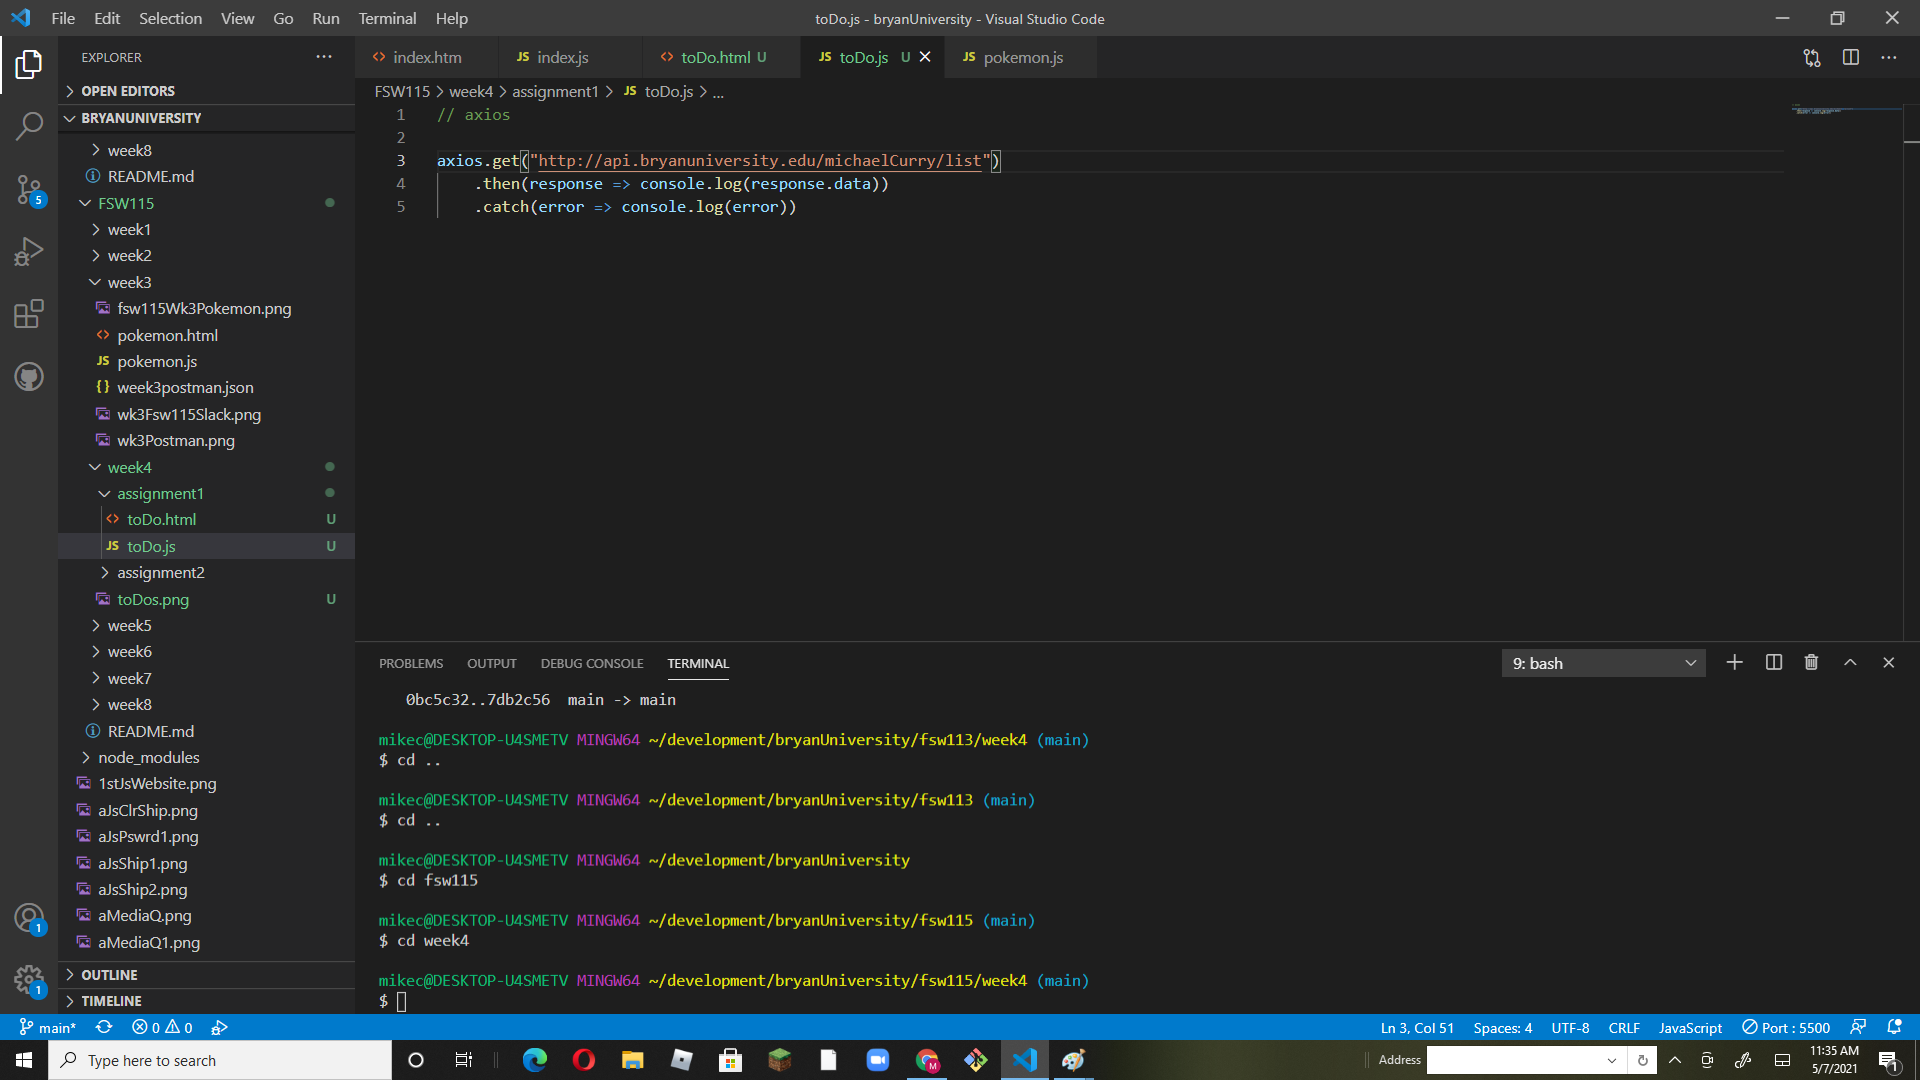 File Edit Selection View Go Run Terminal Help
toDo.js - bryanUniversity - Visual Studio Code
EXPLORER
OPEN EDITORS
BRYANUNIVERSITY
week8
README.md
FSW115
week1
week2
week3
fsw115Wk3Pokemon.png
pokemon.html
JS pokemon.js
{} week3postman.json
wk3Fsw115Slack.png
wk3Postman.png
week4
assignment1
toDo.html U
JS toDo.js U
assignment2
toDos.png U
week5
week6
week7
week8
README.md
node_modules
1stJsWebsite.png
aJsClrShip.png
aJsPswrd1.png
aJsShip1.png
aJsShip2.png
aMediaQ.png
aMediaQ1.png
OUTLINE
TIMELINE
5
1
1
index.htm JS index.js toDo.html U JS toDo.js U JS pokemon.js
FSW115 > week4 > assignment1 > JS toDo.js > ...
1 // axios
2
3 axios.get("http://api.bryanuniversity.edu/michaelCurry/list")
4 .then(response => console.log(response.data))
5 .catch(error => console.log(error))
PROBLEMS OUTPUT DEBUG CONSOLE TERMINAL
9: bash
0bc5c32..7db2c56  main -> main
mikec@DESKTOP-U4SMETV MINGW64 ~/development/bryanUniversity/fsw113/week4 (main)
$ cd ..
mikec@DESKTOP-U4SMETV MINGW64 ~/development/bryanUniversity/fsw113 (main)
$ cd ..
mikec@DESKTOP-U4SMETV MINGW64 ~/development/bryanUniversity
$ cd fsw115
mikec@DESKTOP-U4SMETV MINGW64 ~/development/bryanUniversity/fsw115 (main)
$ cd week4
mikec@DESKTOP-U4SMETV MINGW64 ~/development/bryanUniversity/fsw115/week4 (main)
$
main* 0 0
Ln 3, Col 51 Spaces: 4 UTF-8 CRLF JavaScript Port : 5500
Type here to search
M
Address
11:35 AM
5/7/2021
1